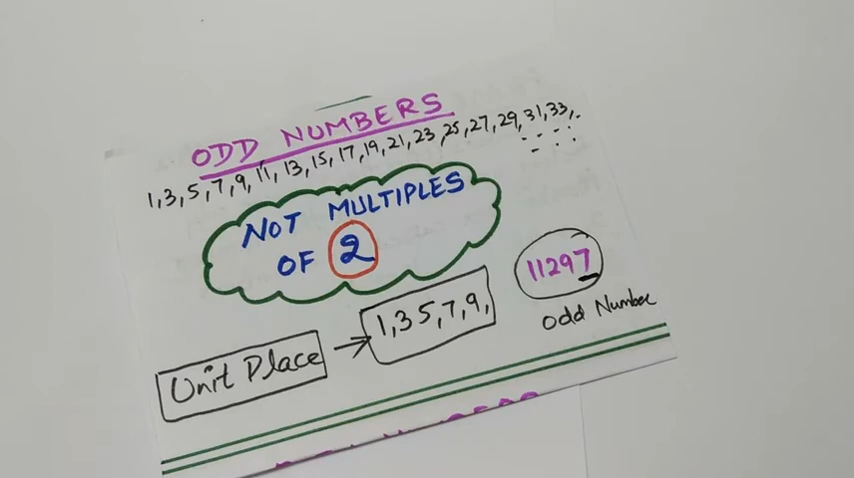 ODD NUMBERS
1,3,5,7,9,11,13,15,17,19,21,23,25,27,29,31,33,
NOT MULTIPLES
OF 2
11297
Odd Number
1,3 5,7,9,
Unit Place